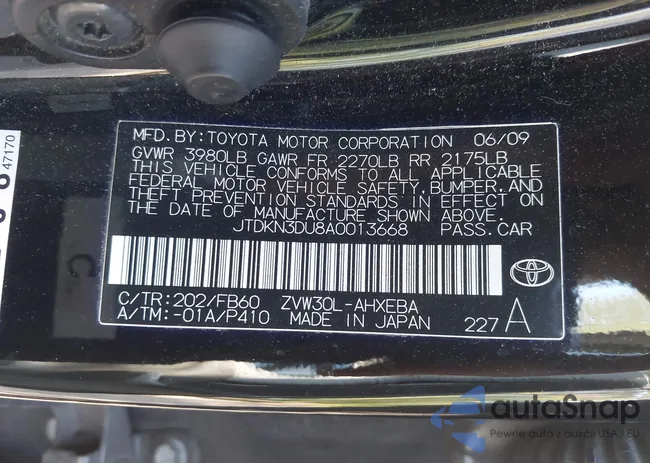 MFD. BY: TOYOTA MOTOR CORPORATION 06/09
GVWR 3980LB GAWR FR 2270LB RR 2175LB
THIS VEHICLE CONFORMS TO ALL APPLICABLE
FEDERAL MOTOR VEHICLE SAFETY, BUMPER, AND
THEFT PREVENTION STANDARDS IN EFFECT ON
THE DATE OF MANUFACTURE SHOWN ABOVE.
JTDKN3DU8A0013668 PASS. CAR
C/TR: 202/FB60 ZVW30L-AHXEBA
A/TM: -01A/P410 MADE IN JAPAN 227 A
47170
autoSnap
Pewne auta z aukcji USA i EU